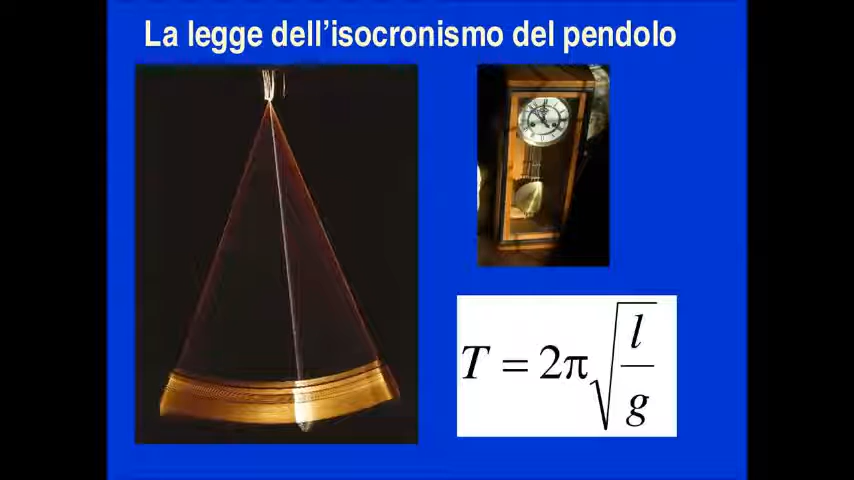 La legge dell’isocronismo del pendolo
T = 2π√(l/g)